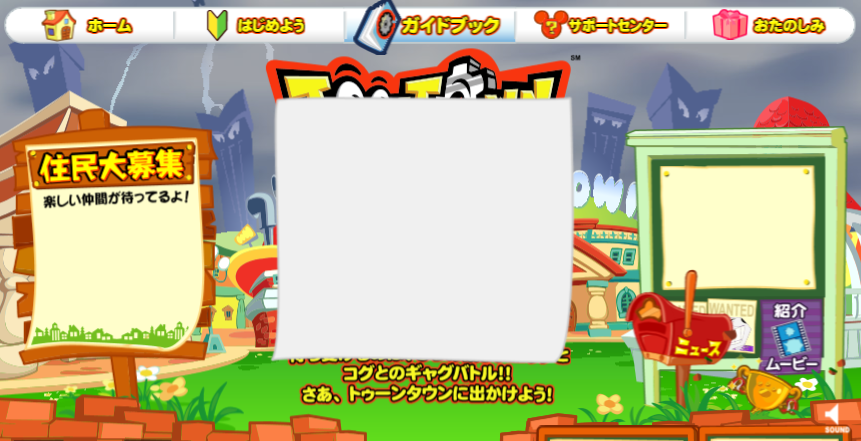 ホーム
はじめよう
ガイドブック
サポートセンター
おたのしみ
SM
住民大募集
楽しい仲間が待ってるよ!
WANTED
紹介
ムービー
ニュース
コグとのギャグバトル!!
さあ、トゥーンタウンに出かけよう!
SOUND